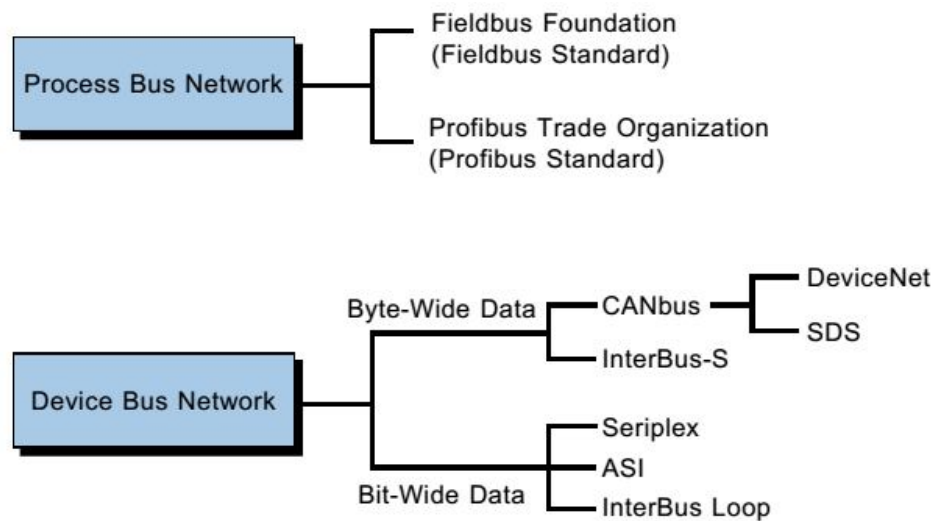 Process Bus Network
Fieldbus Foundation
(Fieldbus Standard)
Profibus Trade Organization
(Profibus Standard)
Device Bus Network
Byte-Wide Data
CANbus
DeviceNet
SDS
InterBus-S
Bit-Wide Data
Seriplex
ASI
InterBus Loop